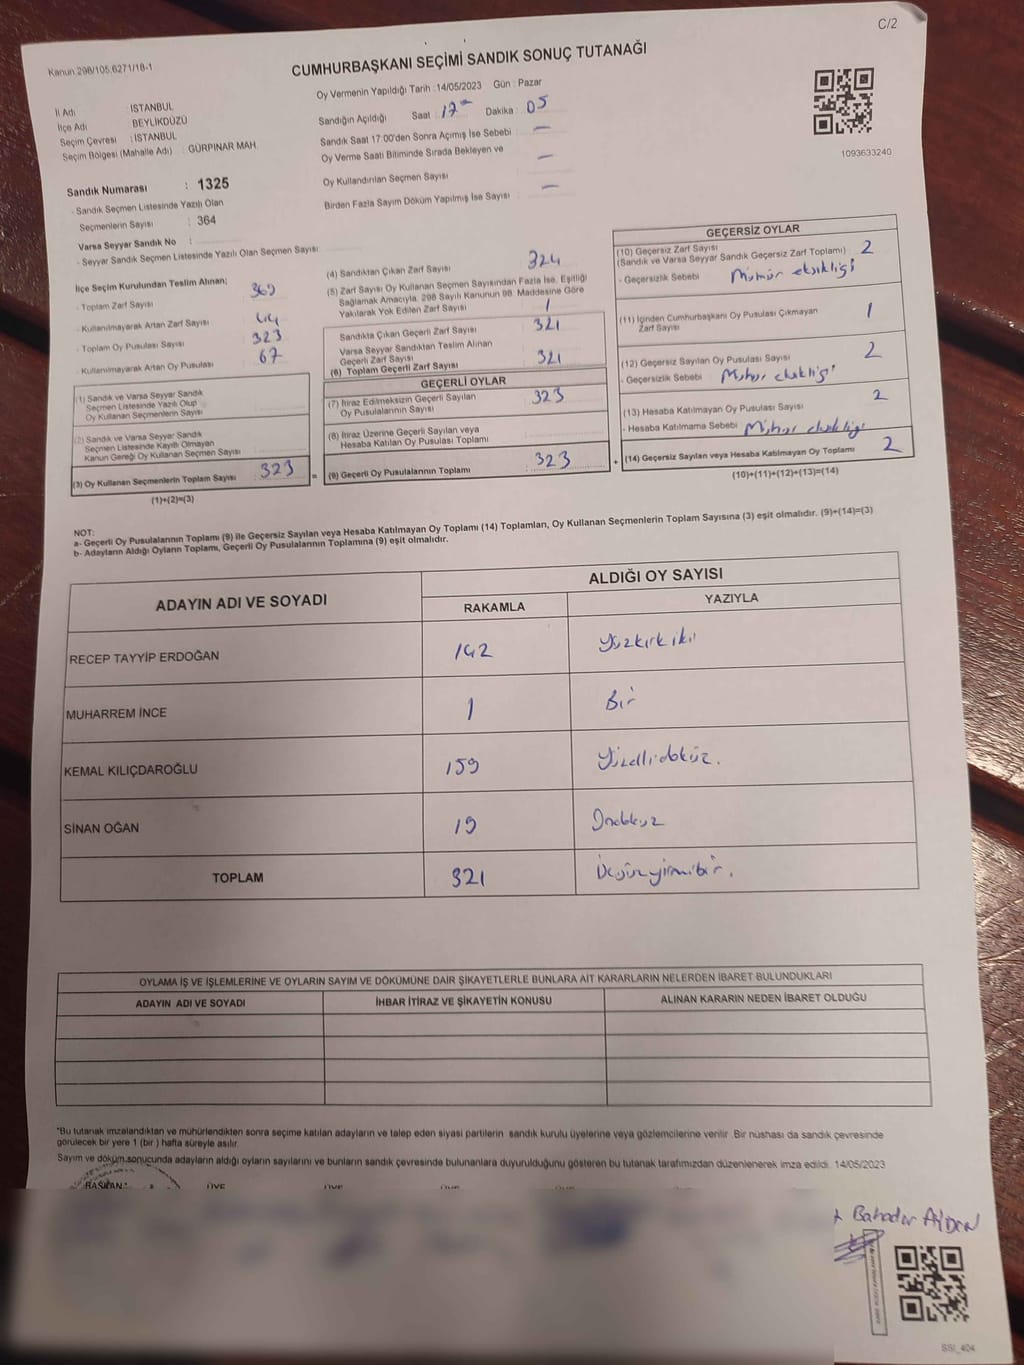 C/2
Kanun 298/105,6271/18-1
CUMHURBAŞKANI SEÇİMİ SANDIK SONUÇ TUTANAĞI
İl Adı : İSTANBUL
İlçe Adı : BEYLİKDÜZÜ
Seçim Çevresi : İSTANBUL
Seçim Bölgesi (Mahalle Adı) : GÜRPINAR MAH.
Oy Vermenin Yapıldığı Tarih :14/05/2023 Gün : Pazar
Sandığın Açıldığı Saat : 17 Dakika : 05
Sandık Saat 17:00'den Sonra Açımış İse Sebebi : —
Oy Verme Saati Bitiminde Sırada Bekleyen ve
Oy Kullandırılan Seçmen Sayısı : —
Birden Fazla Sayım Döküm Yapılmış İse Sayısı : —
1093633240
Sandık Numarası : 1325
- Sandık Seçmen Listesinde Yazılı Olan
Seçmenlerin Sayısı : 364
Varsa Seyyar Sandık No :
- Seyyar Sandık Seçmen Listesinde Yazılı Olan Seçmen Sayısı :
İlçe Seçim Kurulundan Teslim Alınan;
- Toplam Zarf Sayısı : 369
- Kullanılmayarak Artan Zarf Sayısı : 44
- Toplam Oy Pusulası Sayısı : 323
- Kullanılmayarak Artan Oy Pusulası : 67
(1) Sandık ve Varsa Seyyar Sandık
Seçmen Listesinde Yazılı Olup
Oy Kullanan Seçmenlerin Sayısı
(2) Sandık ve Varsa Seyyar Sandık
Seçmen Listesinde Kayıtlı Olmayan
Kanun Gereği Oy Kullanan Seçmen Sayısı
(3) Oy Kullanan Seçmenlerin Toplam Sayısı : 323
(1)+(2)=(3)
(4) Sandıktan Çıkan Zarf Sayısı : 324
(5) Zarf Sayısı Oy Kullanan Seçmen Sayısından Fazla İse, Eşitliği
Sağlamak Amacıyla, 298 Sayılı Kanunun 98. Maddesine Göre
Yakılarak Yok Edilen Zarf Sayısı : 1
Sandıkta Çıkan Geçerli Zarf Sayısı : 321
Varsa Seyyar Sandıktan Teslim Alınan
Geçerli Zarf Sayısı
(6) Toplam Geçerli Zarf Sayısı : 321
GEÇERLİ OYLAR
(7) İtiraz Edilmeksizin Geçerli Sayılan
Oy Pusulalarının Sayısı : 323
(8) İtiraz Üzerine Geçerli Sayılan veya
Hesaba Katılan Oy Pusulası Toplamı
= (9) Geçerli Oy Pusulalarının Toplamı : 323 +
GEÇERSİZ OYLAR
(10) Geçersiz Zarf Sayısı
(Sandık ve Varsa Seyyar Sandık Geçersiz Zarf Toplamı) 2
- Geçersizlik Sebebi : Mühür eksikliği
(11) İçinden Cumhurbaşkanı Oy Pusulası Çıkmayan
Zarf Sayısı 1
(12) Geçersiz Sayılan Oy Pusulası Sayısı 2
- Geçersizlik Sebebi : Mühür eksikliği
(13) Hesaba Katılmayan Oy Pusulası Sayısı 2
- Hesaba Katılmama Sebebi : Mühür eksikliği
(14) Geçersiz Sayılan veya Hesaba Katılmayan Oy Toplamı 2
(10)+(11)+(12)+(13)=(14)
NOT:
a- Geçerli Oy Pusulalarının Toplamı (9) ile Geçersiz Sayılan veya Hesaba Katılmayan Oy Toplamı (14) Toplamları, Oy Kullanan Seçmenlerin Toplam Sayısına (3) eşit olmalıdır. (9)+(14)=(3)
b- Adayların Aldığı Oyların Toplamı, Geçerli Oy Pusulalarının Toplamına (9) eşit olmalıdır.
ADAYIN ADI VE SOYADI ALDIĞI OY SAYISI
RAKAMLA YAZIYLA
RECEP TAYYİP ERDOĞAN 142 Yüzkırkiki
MUHARREM İNCE 1 Bir
KEMAL KILIÇDAROĞLU 159 Yüzellidokuz.
SİNAN OĞAN 19 Ondokuz
TOPLAM 321 Üçyüzyirmibir.
OYLAMA İŞ VE İŞLEMLERİNE VE OYLARIN SAYIM VE DÖKÜMÜNE DAİR ŞİKAYETLERLE BUNLARA AİT KARARLARIN NELERDEN İBARET BULUNDUKLARI
ADAYIN ADI VE SOYADI İHBAR İTİRAZ VE ŞİKAYETİN KONUSU ALINAN KARARIN NEDEN İBARET OLDUĞU
*Bu tutanak imzalandıktan ve mühürlendikten sonra seçime katılan adayların ve talep eden siyasi partilerin sandık kurulu üyelerine veya gözlemcilerine verilir. Bir nüshası da sandık çevresinde
görülecek bir yere 1 (bir) hafta süreyle asılır.
Sayım ve döküm sonucunda adayların aldığı oyların sayılarını ve bunların sandık çevresinde bulunanlara duyurulduğunu gösteren bu tutanak tarafımızdan düzenlenerek imza edildi. 14/05/2023
BAŞKAN ÜYE ÜYE ÜYE ÜYE
Bahadır AYDIN
SSI_404